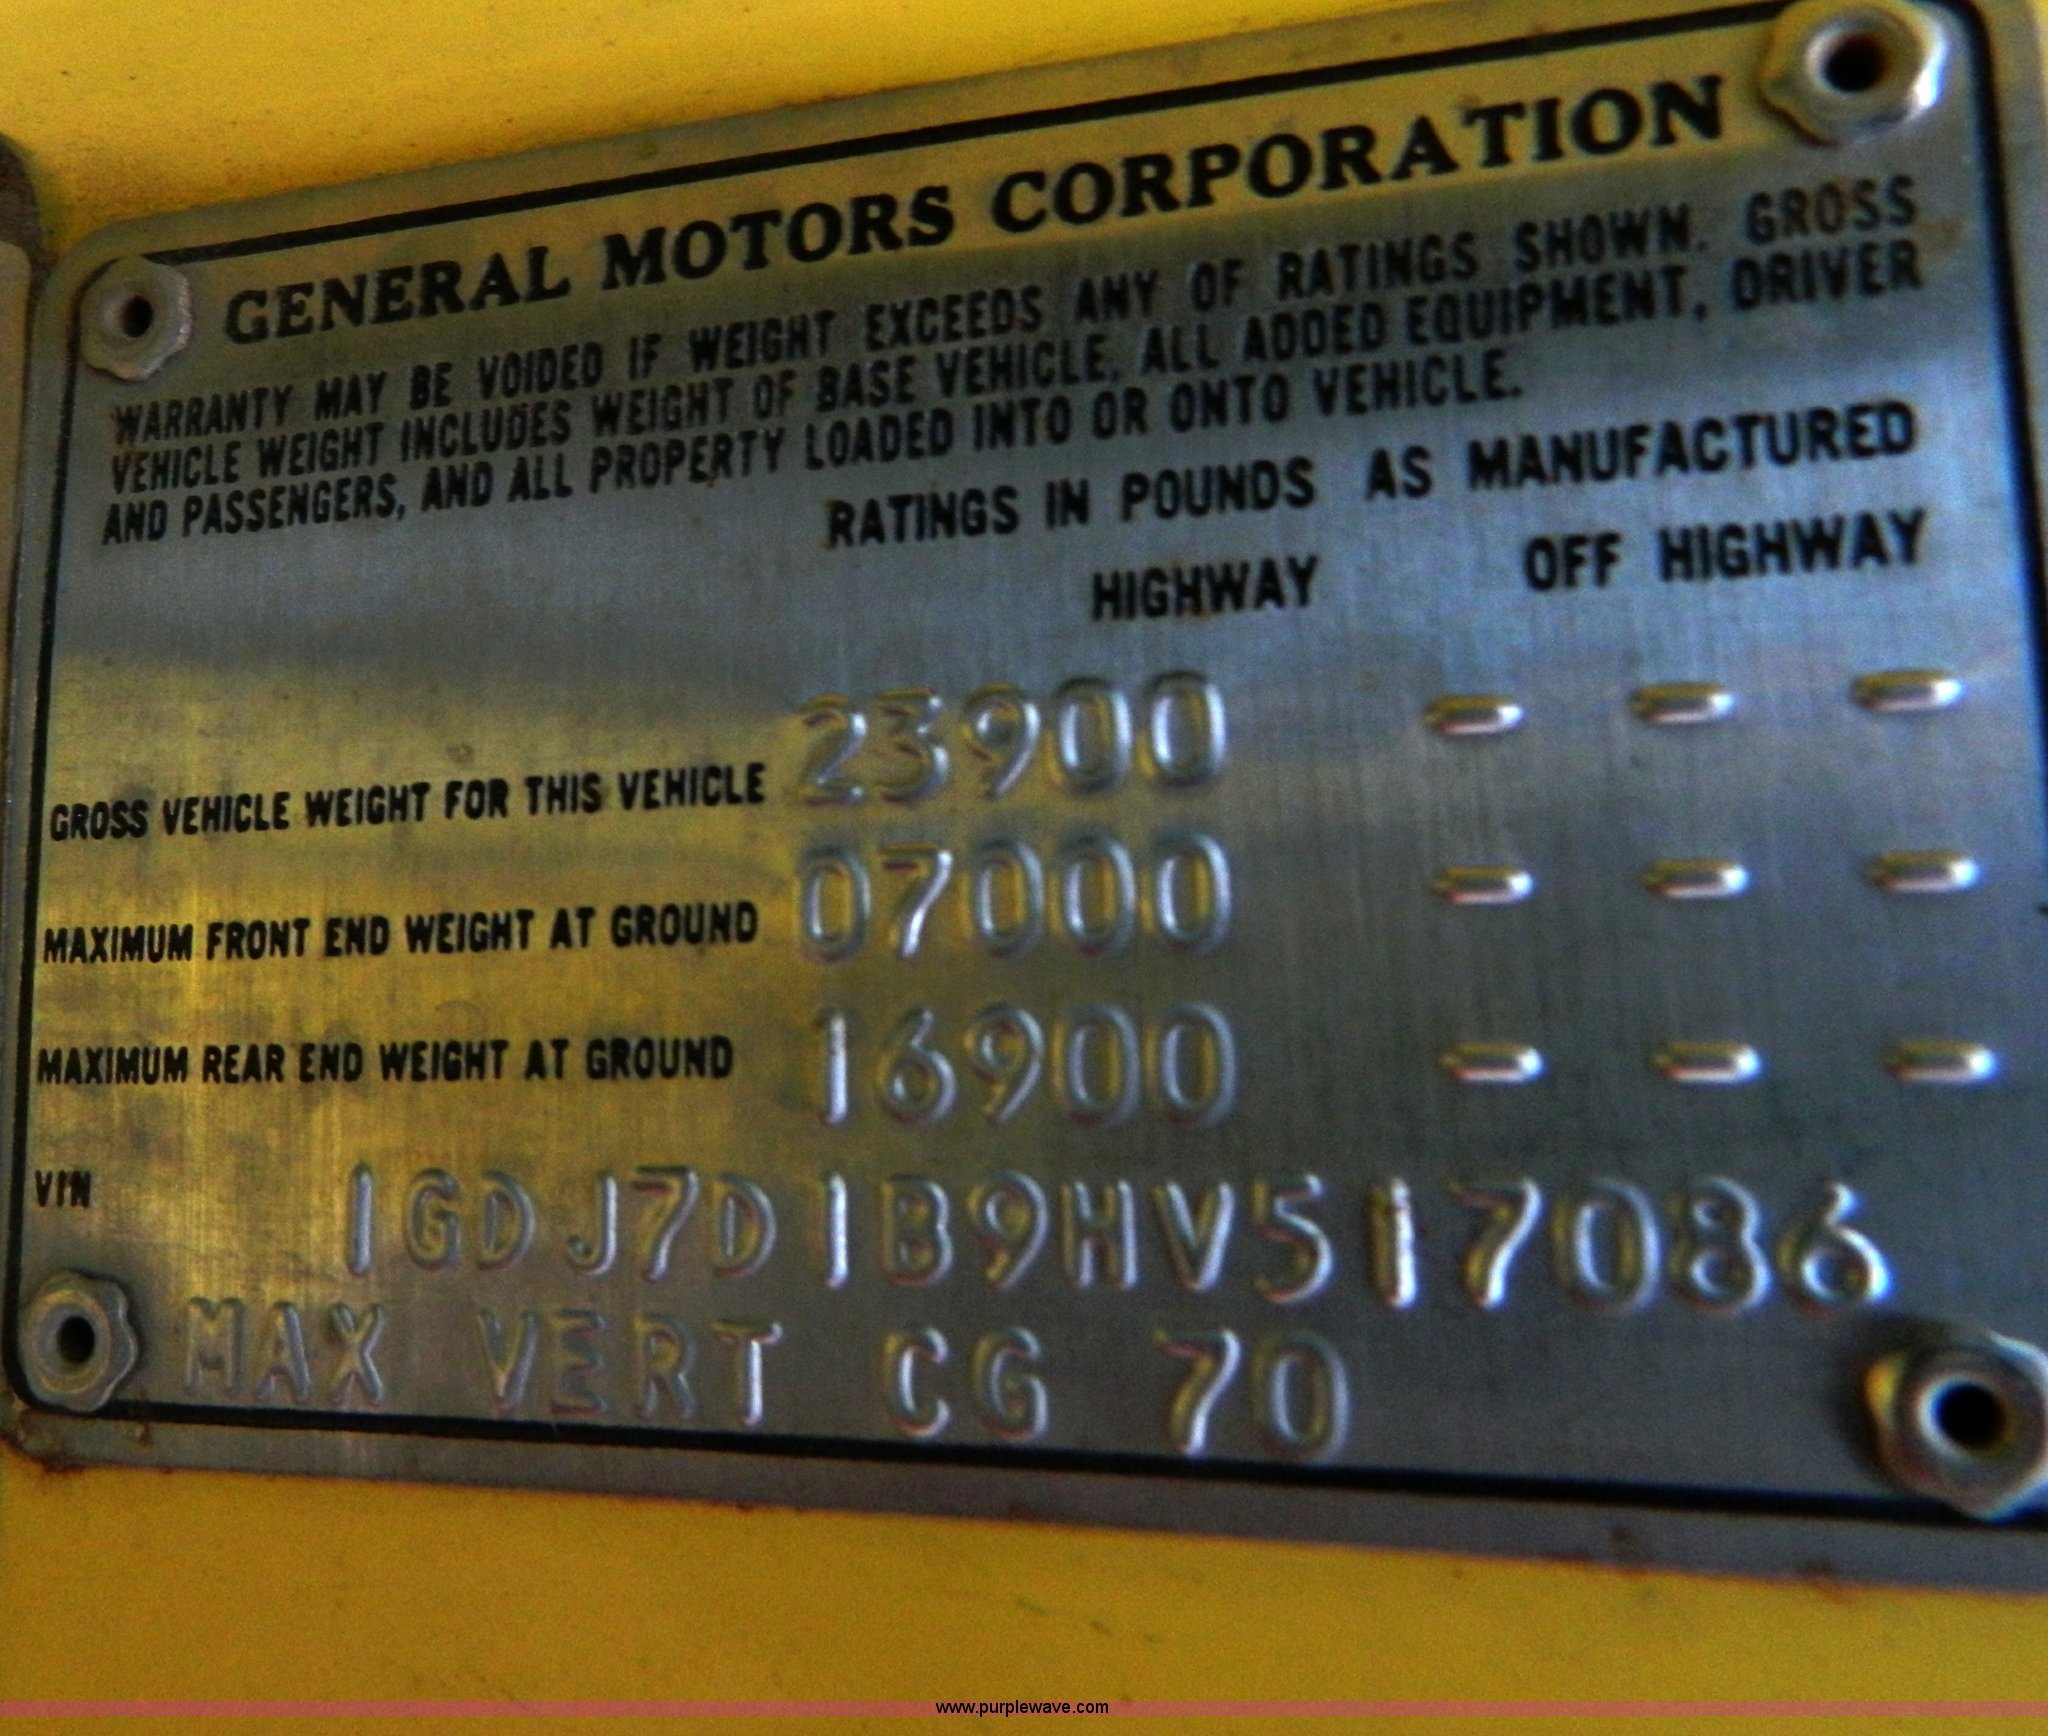 GENERAL MOTORS CORPORATION
WARRANTY MAY BE VOIDED IF WEIGHT EXCEEDS ANY OF RATINGS SHOWN. GROSS
VEHICLE WEIGHT INCLUDES WEIGHT OF BASE VEHICLE, ALL ADDED EQUIPMENT, DRIVER
AND PASSENGERS, AND ALL PROPERTY LOADED INTO OR ONTO VEHICLE.
RATINGS IN POUNDS AS MANUFACTURED
HIGHWAY OFF HIGHWAY
GROSS VEHICLE WEIGHT FOR THIS VEHICLE 23900 - - -
MAXIMUM FRONT END WEIGHT AT GROUND 07000 - - -
MAXIMUM REAR END WEIGHT AT GROUND 16900 - - -
VIN 1GDJ7D1B9HV517086
MAX VERT CG 70
www.purplewave.com